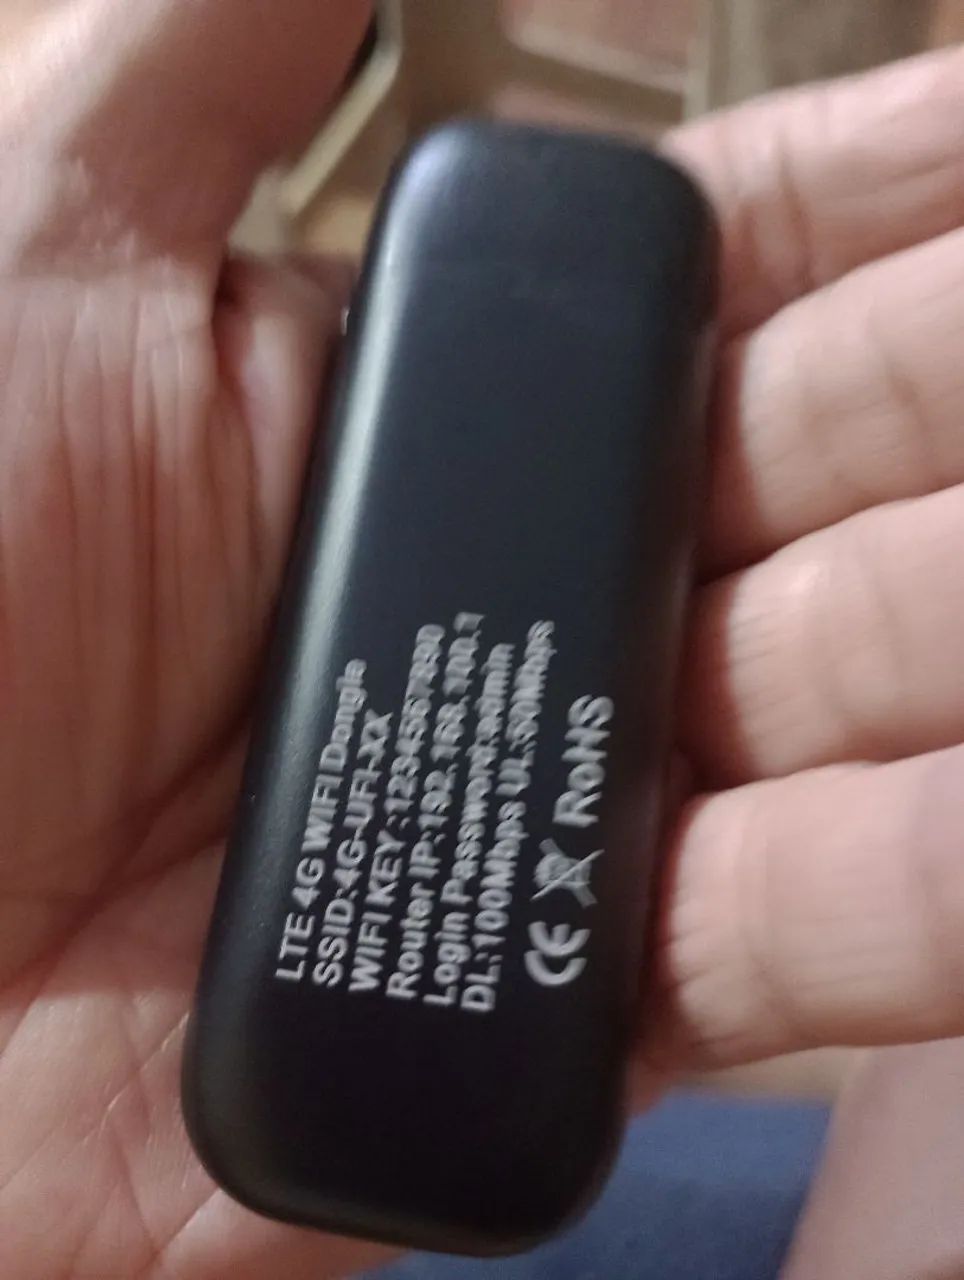 LTE 4G WIFI Dongle
SSID:4G-UFI-XX
WIFI KEY:1234567890
Router IP:192.168.100.1
Login Password:admin
DL:100Mbps UL:50Mbps
CE RoHS